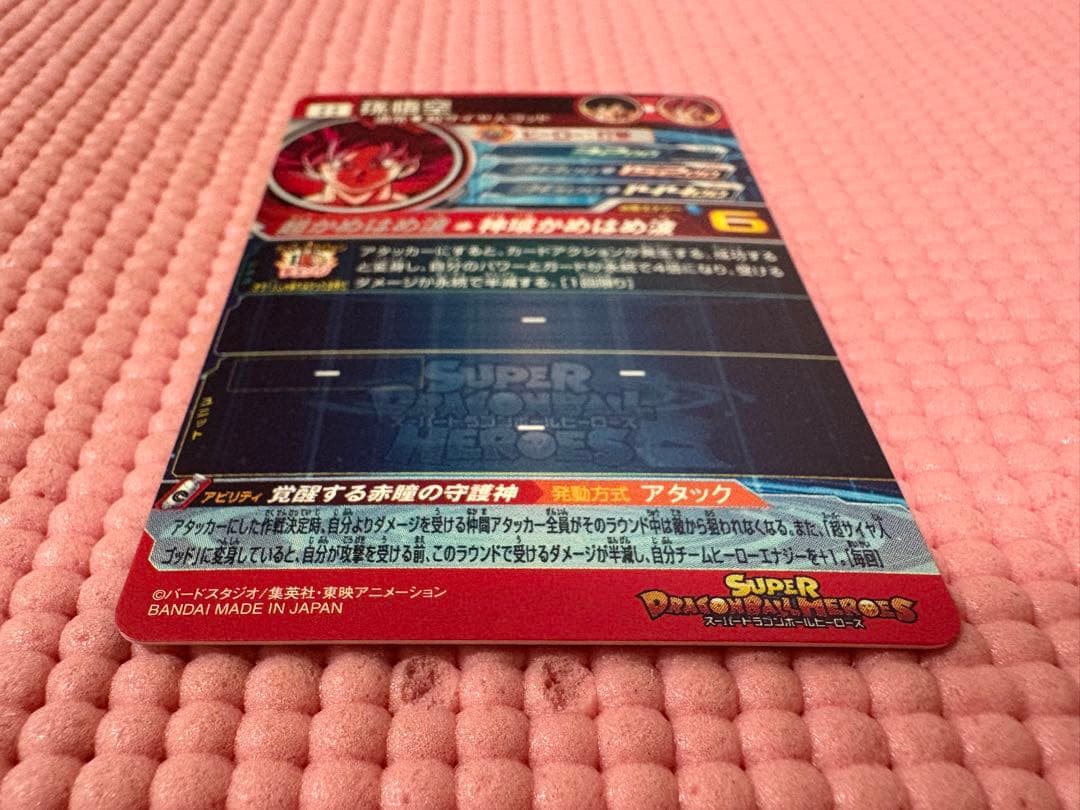 孫悟空
超かめはめ波 ➡ 神域かめはめ波
6
アタッカーにすると、カードアクションが発生する。成功する
と変身し、自分のパワーとガードが永続で4倍になり、受ける
ダメージが永続で半減する。[1回限り]
ー
ー ー
SUPER
DRAGONBALL
スーパードラゴンボールヒーローズ
HEROES
ー
アビリティ 覚醒する赤瞳の守護神 発動方式 アタック
アタッカーにした作戦決定時、自分よりダメージを受ける仲間アタッカー全員がそのラウンド中は敵から狙われなくなる。また、「超サイヤ人
ゴッド」に変身していると、自分が攻撃を受ける前、このラウンドで受けるダメージが半減し、自分チームヒーローエナジーを+1。[毎回]
©バードスタジオ/集英社・東映アニメーション
BANDAI MADE IN JAPAN
SUPER
DRAGONBALL HEROES
スーパードラゴンボールヒーローズ